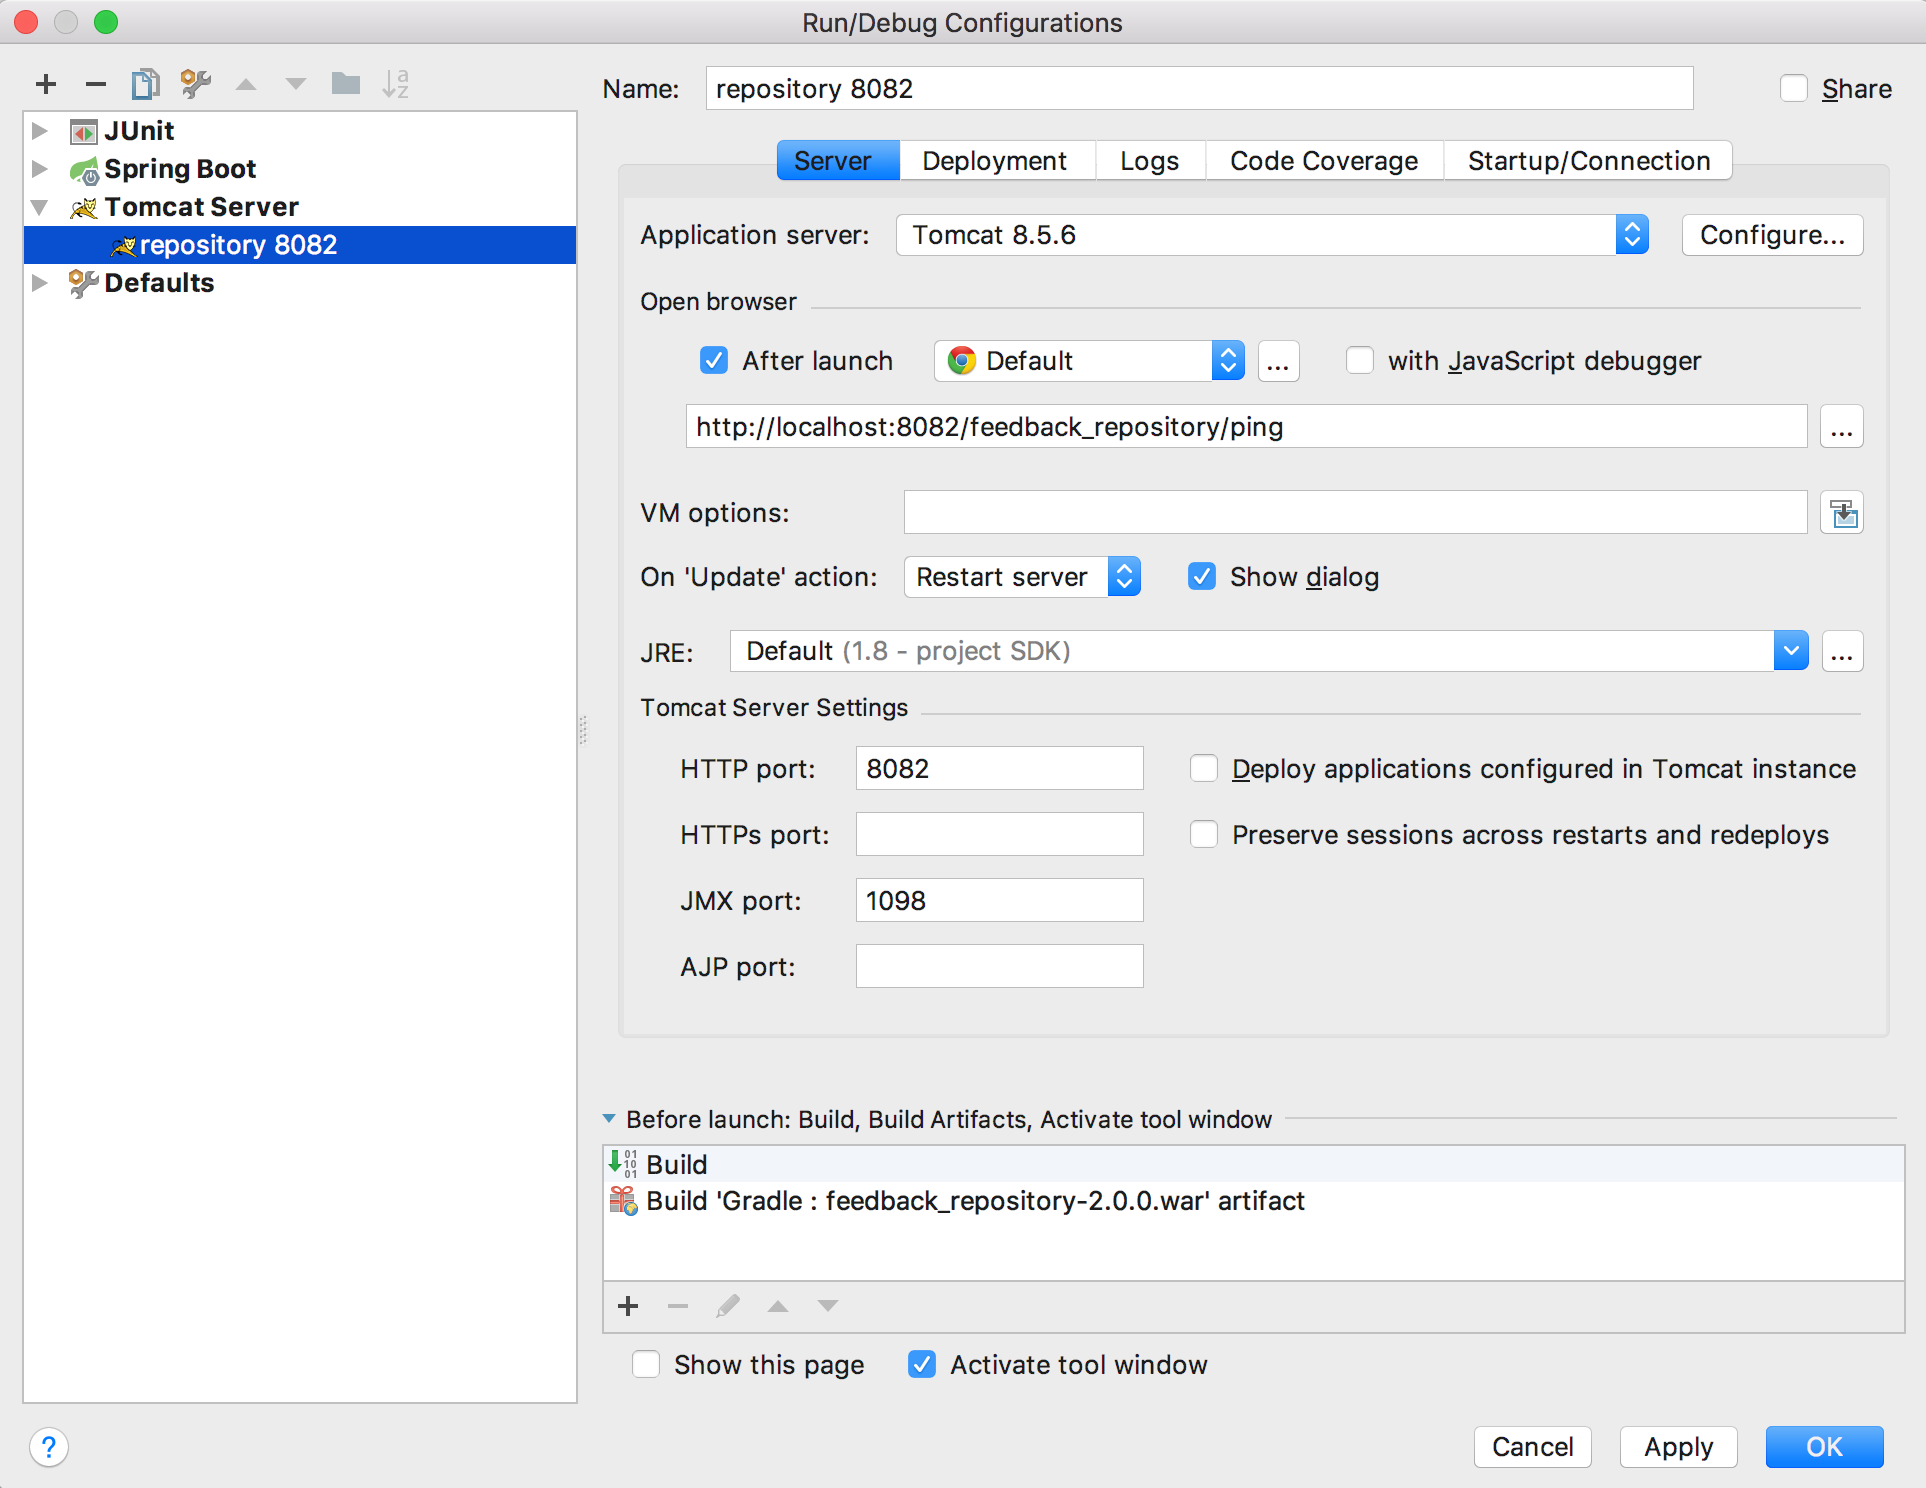 Run/Debug Configurations
JUnit
Spring Boot
Tomcat Server
repository 8082
Defaults
Name: repository 8082 Share
Server Deployment Logs Code Coverage Startup/Connection
Application server: Tomcat 8.5.6 Configure...
Open browser
After launch Default ... with JavaScript debugger
http://localhost:8082/feedback_repository/ping ...
VM options:
On 'Update' action: Restart server Show dialog
JRE: Default (1.8 - project SDK) ...
Tomcat Server Settings
HTTP port: 8082 Deploy applications configured in Tomcat instance
HTTPs port: Preserve sessions across restarts and redeploys
JMX port: 1098
AJP port:
Before launch: Build, Build Artifacts, Activate tool window
Build
Build 'Gradle : feedback_repository-2.0.0.war' artifact
Show this page Activate tool window
? Cancel Apply OK